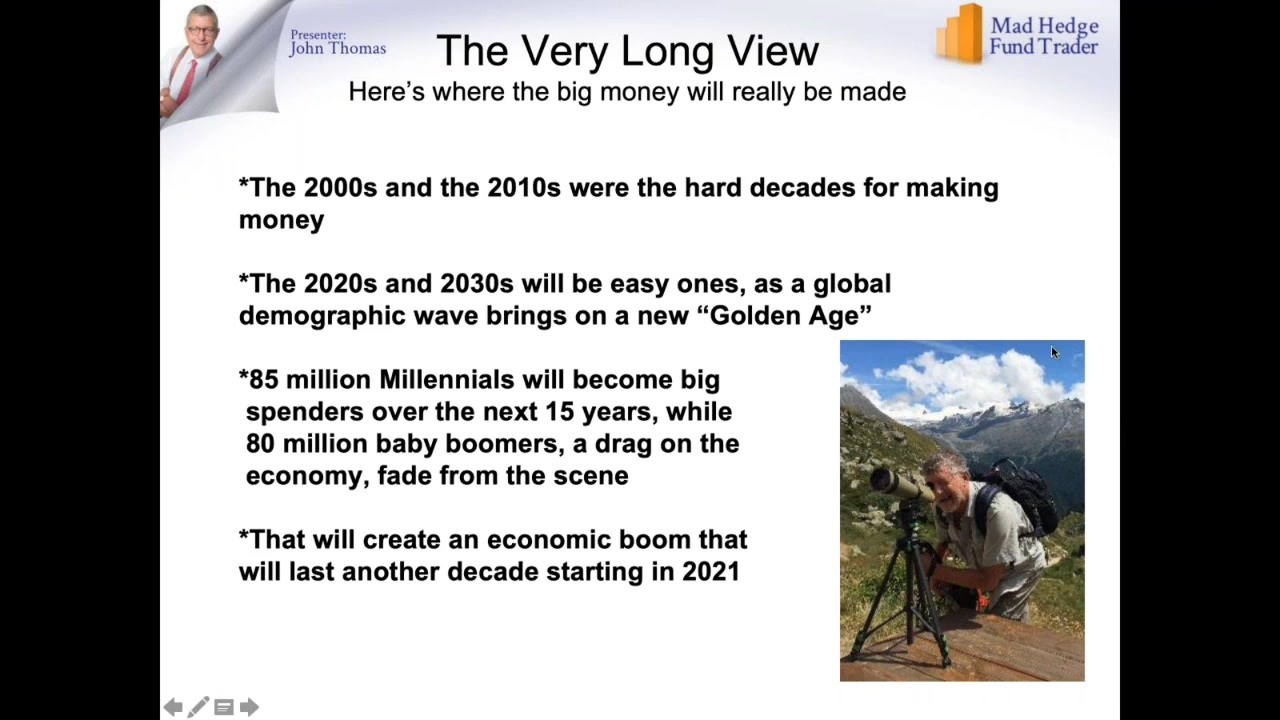 Presenter:
John Thomas
The Very Long View
Here’s where the big money will really be made
Mad Hedge
Fund Trader
*The 2000s and the 2010s were the hard decades for making
money
*The 2020s and 2030s will be easy ones, as a global
demographic wave brings on a new “Golden Age”
*85 million Millennials will become big
spenders over the next 15 years, while
80 million baby boomers, a drag on the
economy, fade from the scene
*That will create an economic boom that
will last another decade starting in 2021